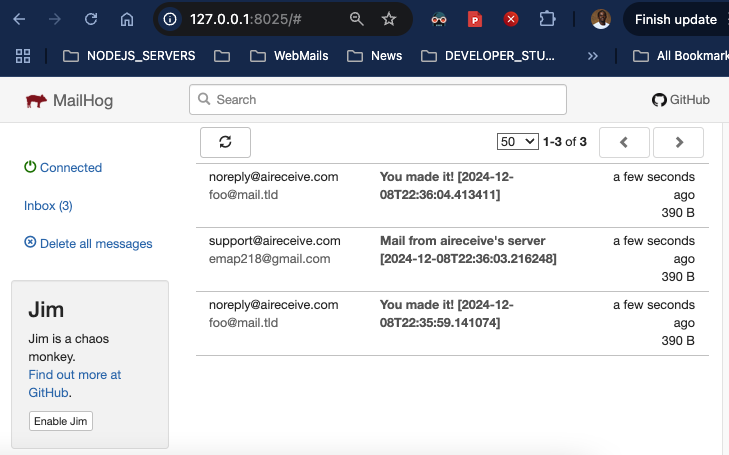 127.0.0.1:8025/#
Finish update
NODEJS_SERVERS
WebMails
News
DEVELOPER_STU...
»
All Bookmark
MailHog
Search
GitHub
50
1-3 of 3
Connected
Inbox (3)
Delete all messages
Jim
Jim is a chaos
monkey.
Find out more at
GitHub.
Enable Jim
noreply@aireceive.com
foo@mail.tld
You made it! [2024-12-
08T22:36:04.413411]
a few seconds
ago
390 B
support@aireceive.com
emap218@gmail.com
Mail from aireceive's server
[2024-12-08T22:36:03.216248]
a few seconds
ago
390 B
noreply@aireceive.com
foo@mail.tld
You made it! [2024-12-
08T22:35:59.141074]
a few seconds
ago
390 B